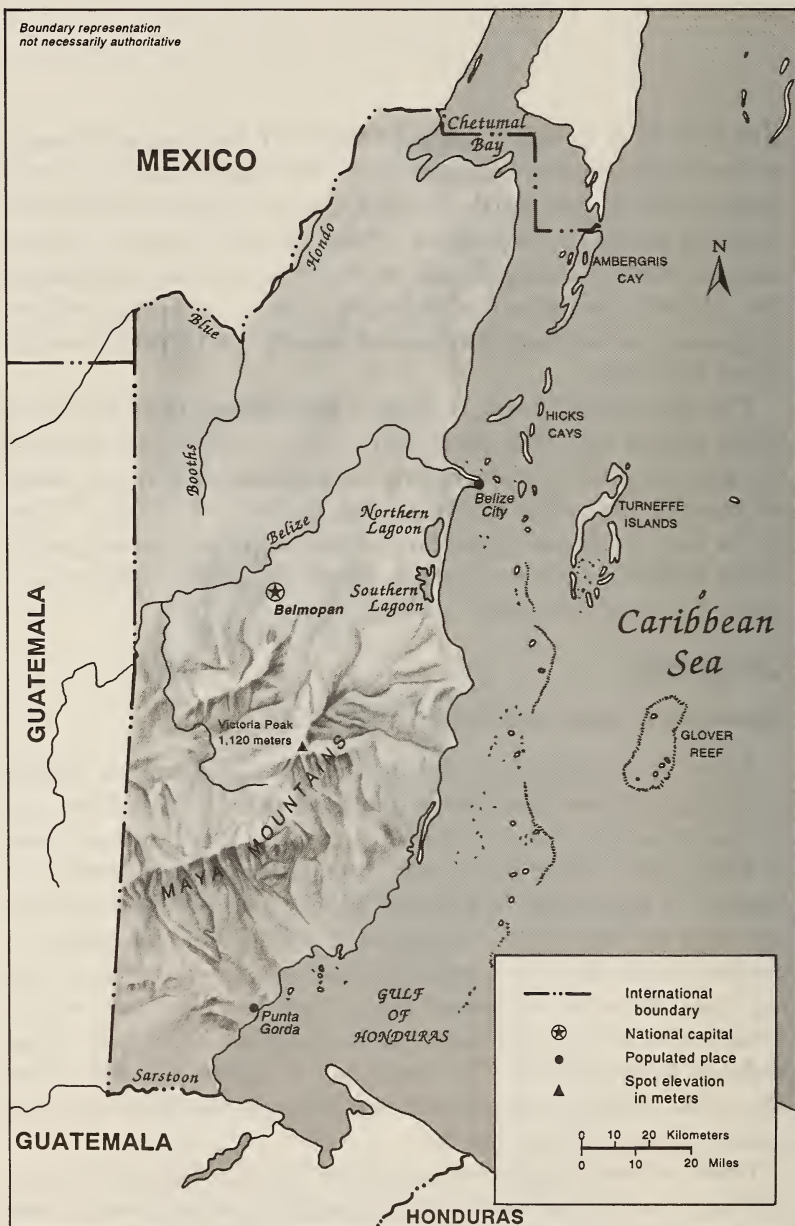 Boundary representation
not necessarily authoritative
MEXICO
Chetumal
Bay
Hondo
Blue
N
AMBERGRIS
CAY
Booths
HICKS
CAYS
Belize
City
Northern
Lagoon
TURNEFFE
ISLANDS
Belize
Southern
Lagoon
Belmopan
GUATEMALA
Caribbean
Sea
Victoria Peak
1,120 meters
GLOVER
REEF
MAYA MOUNTAINS
Punta
Gorda
GULF
OF
HONDURAS
Sarstoon
GUATEMALA
HONDURAS
International
boundary
National capital
Populated place
Spot elevation
in meters
0 10 20 Kilometers
0 10 20 Miles